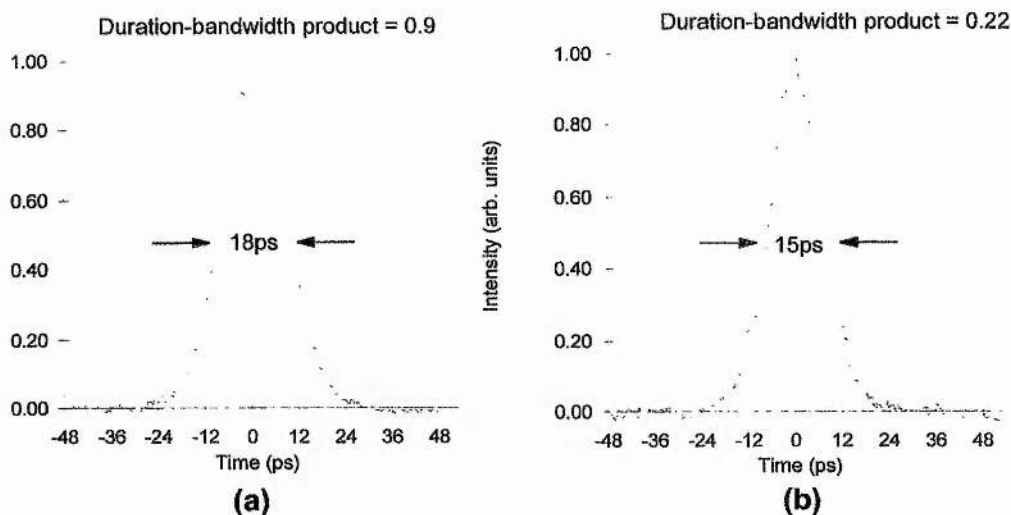 Duration-bandwidth product = 0.9
1.00
0.80
0.60
0.40
0.20
0.00
18ps
-48 -36 -24 -12 0 12 24 36 48
Time (ps)
(a)
Duration-bandwidth product = 0.22
Intensity (arb. units)
1.00
0.80
0.60
0.40
0.20
0.00
15ps
-48 -36 -24 -12 0 12 24 36 48
Time (ps)
(b)